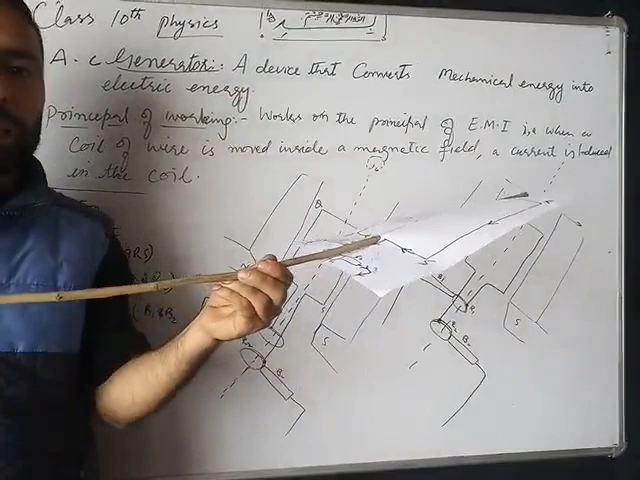 Class 10th physics
A.c Generator:. A device that Converts Mechanical energy into
electric energy.
Principal of working:- Works on the principal of E.M.I i,e when a
Coil of wire is moved inside a magnetic field, a current is induced
in the coil.
S
S